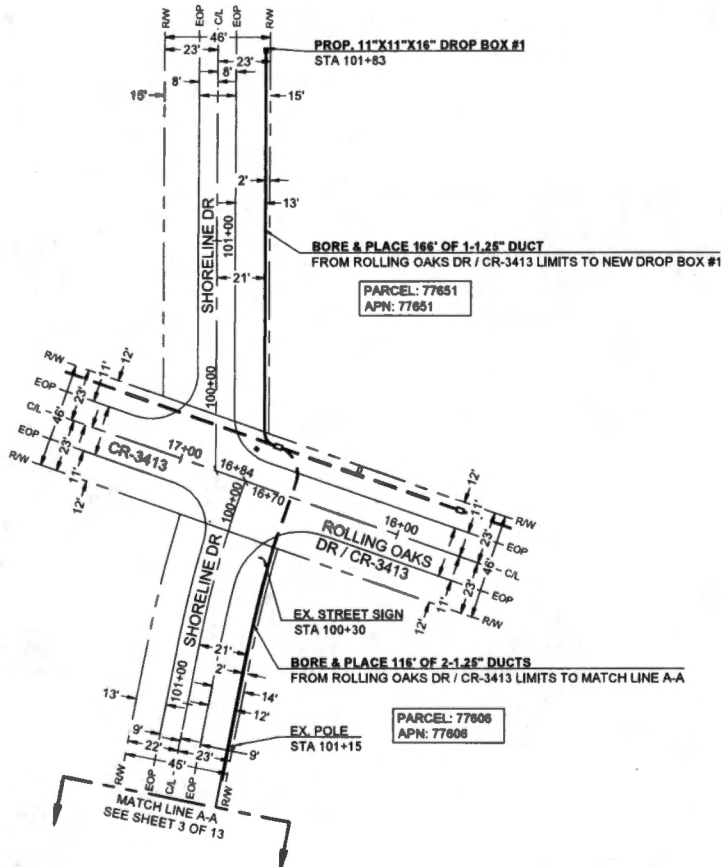 R/W
EOP
C/L
EOP
R/W
46'
23'
23'
8'
8'
15'
15'
PROP. 11"X11"X16" DROP BOX #1
STA 101+83
2'
13'
SHORELINE DR
101+00
21'
BORE & PLACE 166' OF 1-1.25" DUCT
FROM ROLLING OAKS DR / CR-3413 LIMITS TO NEW DROP BOX #1
PARCEL: 77651
APN: 77651
100+00
R/W
EOP
C/L
EOP
R/W
46'
23'
23'
11'
12'
11'
12'
CR-3413
17+00
16+84
16+70
100+00
16+00
ROLLING OAKS
DR / CR-3413
12'
11'
23'
46'
23'
11'
12'
R/W
EOP
C/L
EOP
R/W
SHORELINE DR
EX. STREET SIGN
STA 100+30
21'
2'
BORE & PLACE 116' OF 2-1.25" DUCTS
FROM ROLLING OAKS DR / CR-3413 LIMITS TO MATCH LINE A-A
101+00
13'
14'
12'
PARCEL: 77606
APN: 77606
EX. POLE
STA 101+15
9'
22'
45'
23'
9'
R/W
EOP
C/L
EOP
R/W
MATCH LINE A-A
SEE SHEET 3 OF 13